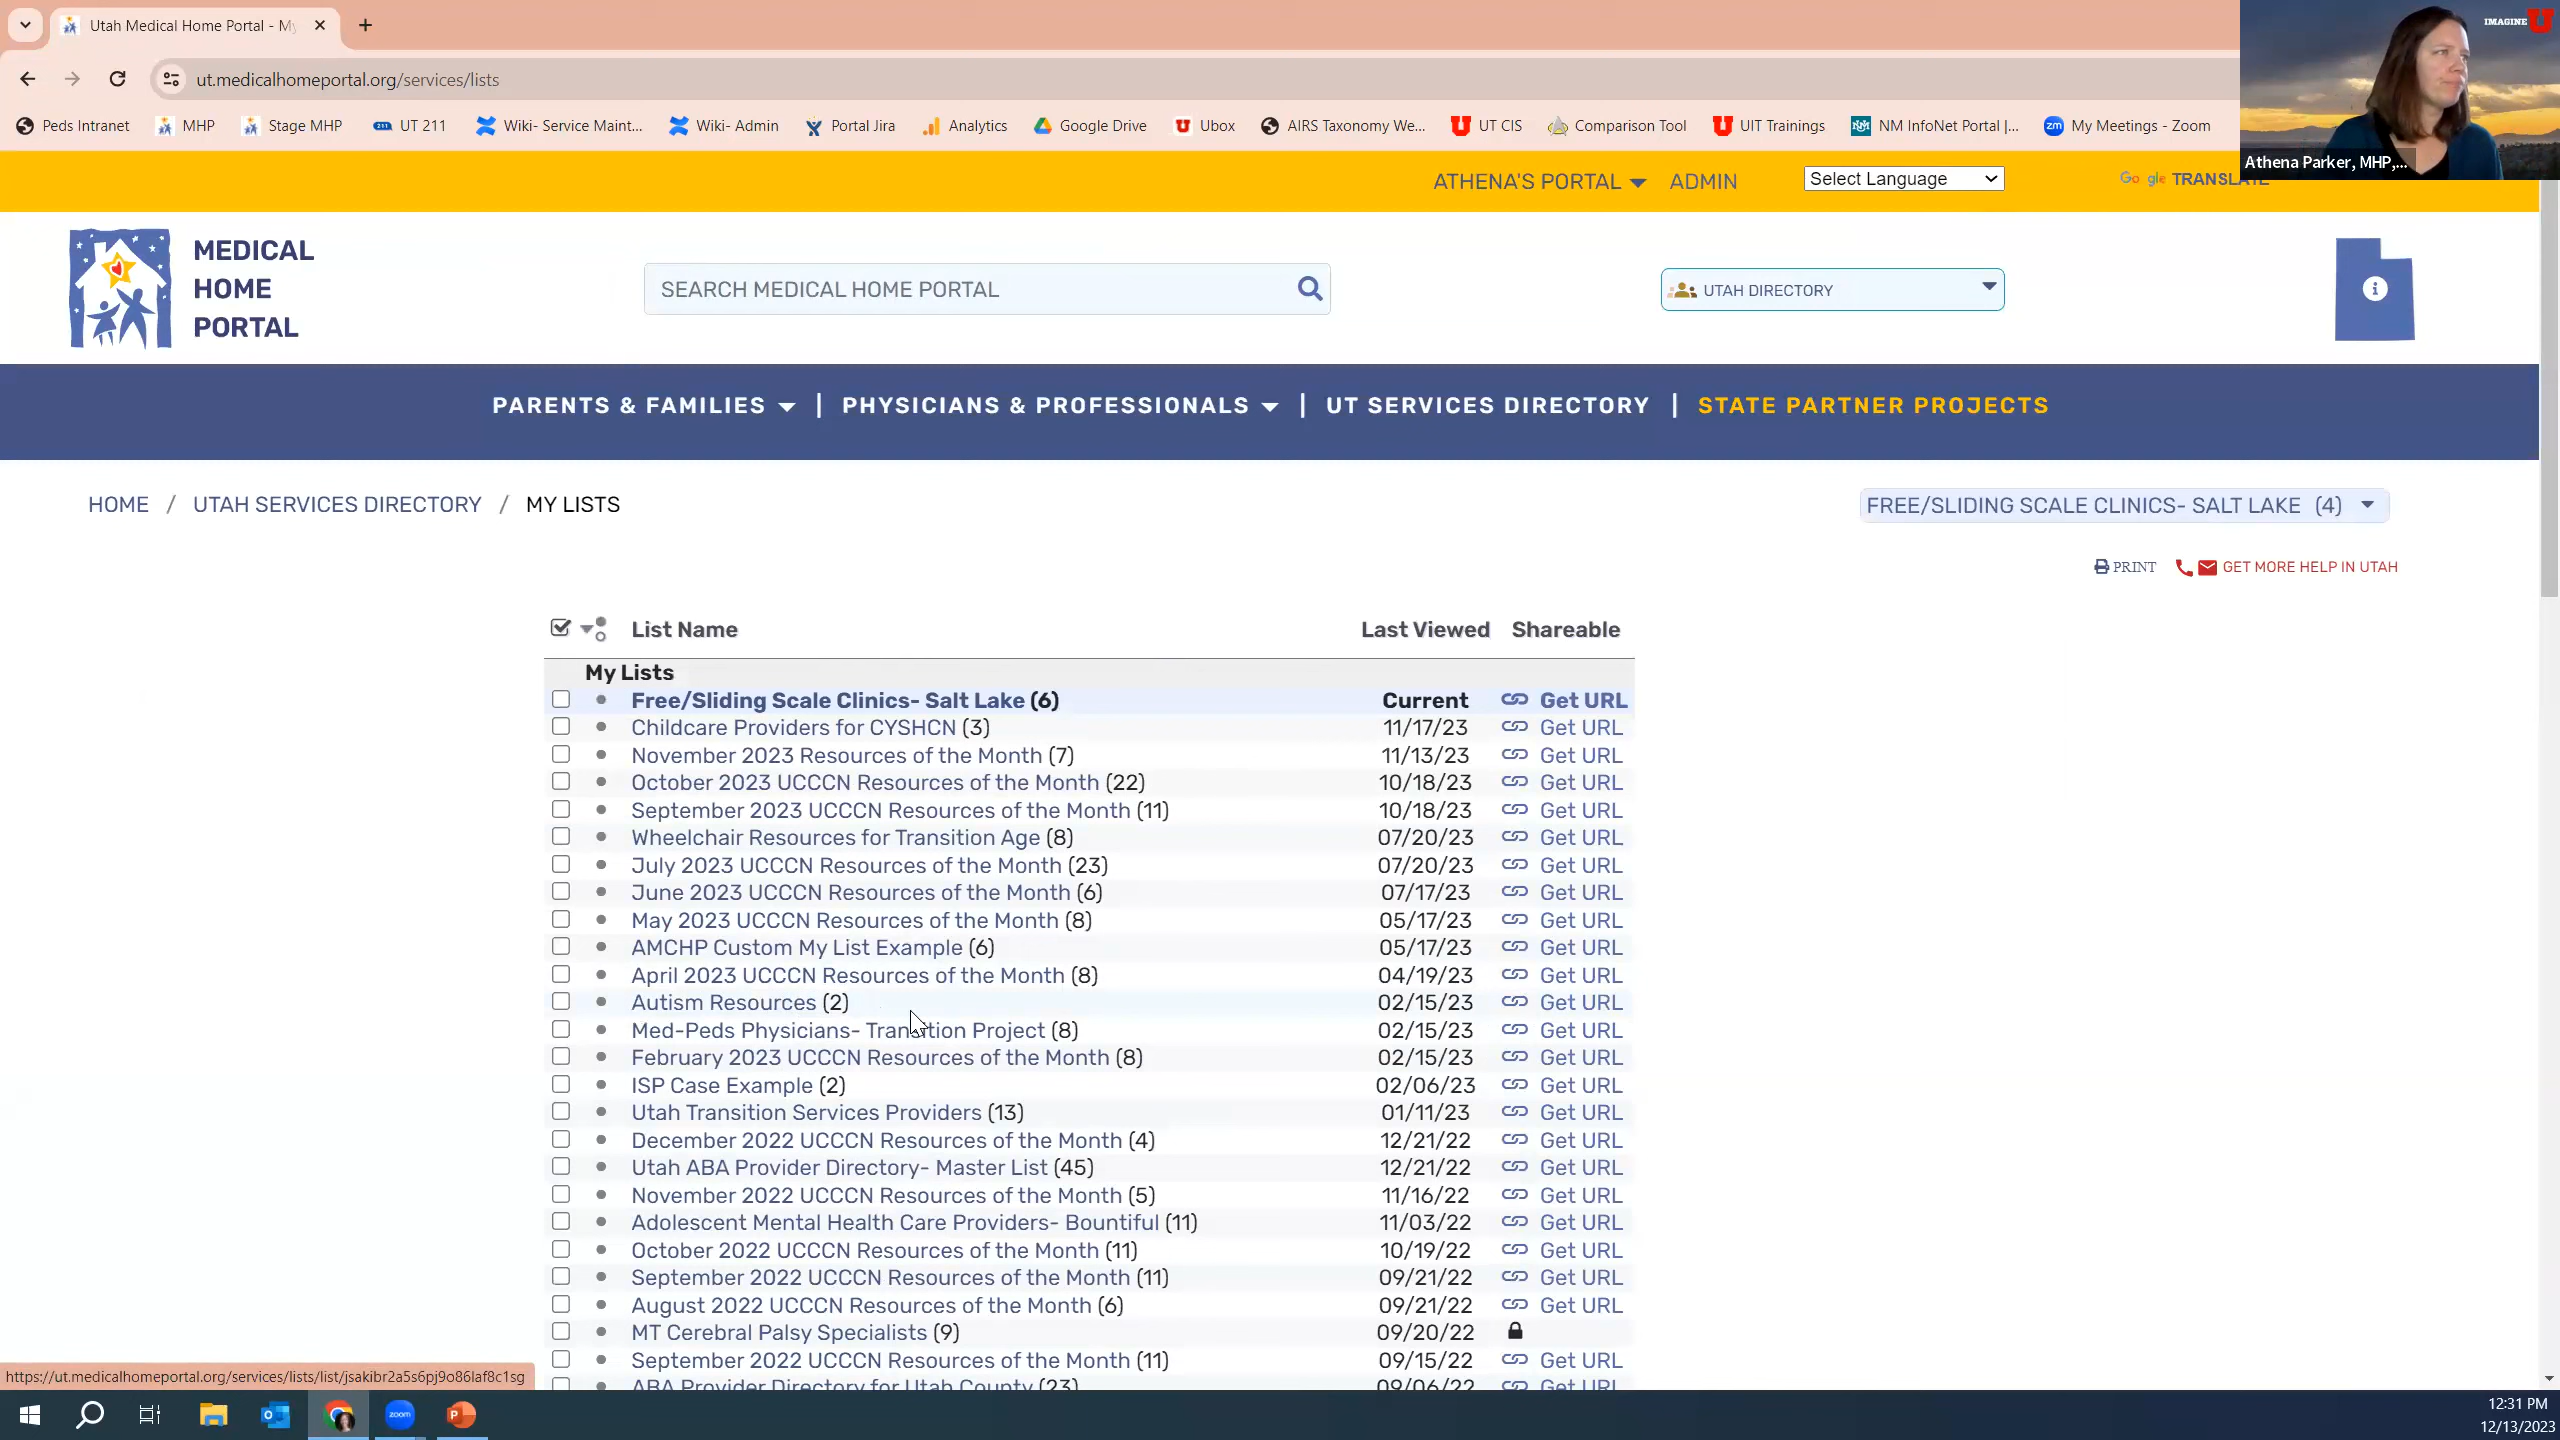 Utah Medical Home Portal - My
ut.medicalhomeportal.org/services/lists
Peds Intranet MHP Stage MHP UT 211 Wiki- Service Maint... Wiki- Admin Portal Jira Analytics Google Drive Ubox AIRS Taxonomy We... UT CIS Comparison Tool UIT Trainings NM InfoNet Portal |... My Meetings - Zoom
IMAGINE U
Athena Parker, MHP,...
ATHENA'S PORTAL ADMIN Select Language Google TRANSLATE
MEDICAL
HOME
PORTAL
SEARCH MEDICAL HOME PORTAL
UTAH DIRECTORY
PARENTS & FAMILIES | PHYSICIANS & PROFESSIONALS | UT SERVICES DIRECTORY | STATE PARTNER PROJECTS
HOME / UTAH SERVICES DIRECTORY / MY LISTS
FREE/SLIDING SCALE CLINICS- SALT LAKE (4)
PRINT GET MORE HELP IN UTAH
List Name Last Viewed Shareable
My Lists
Free/Sliding Scale Clinics- Salt Lake (6) Current Get URL
Childcare Providers for CYSHCN (3) 11/17/23 Get URL
November 2023 Resources of the Month (7) 11/13/23 Get URL
October 2023 UCCCN Resources of the Month (22) 10/18/23 Get URL
September 2023 UCCCN Resources of the Month (11) 10/18/23 Get URL
Wheelchair Resources for Transition Age (8) 07/20/23 Get URL
July 2023 UCCCN Resources of the Month (23) 07/20/23 Get URL
June 2023 UCCCN Resources of the Month (6) 07/17/23 Get URL
May 2023 UCCCN Resources of the Month (8) 05/17/23 Get URL
AMCHP Custom My List Example (6) 05/17/23 Get URL
April 2023 UCCCN Resources of the Month (8) 04/19/23 Get URL
Autism Resources (2) 02/15/23 Get URL
Med-Peds Physicians- Transition Project (8) 02/15/23 Get URL
February 2023 UCCCN Resources of the Month (8) 02/15/23 Get URL
ISP Case Example (2) 02/06/23 Get URL
Utah Transition Services Providers (13) 01/11/23 Get URL
December 2022 UCCCN Resources of the Month (4) 12/21/22 Get URL
Utah ABA Provider Directory- Master List (45) 12/21/22 Get URL
November 2022 UCCCN Resources of the Month (5) 11/16/22 Get URL
Adolescent Mental Health Care Providers- Bountiful (11) 11/03/22 Get URL
October 2022 UCCCN Resources of the Month (11) 10/19/22 Get URL
September 2022 UCCCN Resources of the Month (11) 09/21/22 Get URL
August 2022 UCCCN Resources of the Month (6) 09/21/22 Get URL
MT Cerebral Palsy Specialists (9) 09/20/22
September 2022 UCCCN Resources of the Month (11) 09/15/22 Get URL
ABA Provider Directory for Utah County (23) 09/06/22 Get URL
https://ut.medicalhomeportal.org/services/lists/list/jsakibr2a5s6pj9o86laf8c1sg
zoom
12:31 PM
12/13/2023